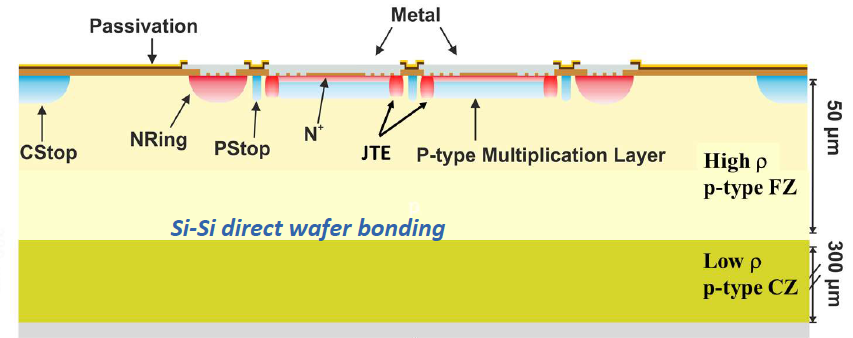 Metal
Passivation
CStop
NRing
PStop
N+
JTE
P-type Multiplication Layer
50 µm
High ρ
p-type FZ
Si-Si direct wafer bonding
Low ρ
p-type CZ
300 µm